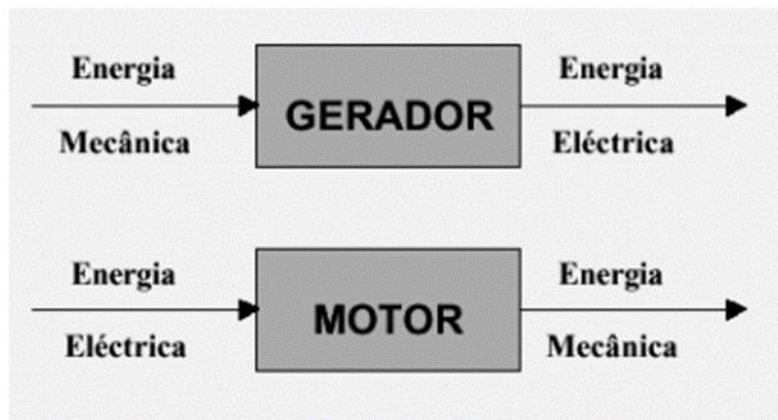 Energia
Mecânica
GERADOR
Energia
Eléctrica
Energia
Eléctrica
MOTOR
Energia
Mecânica